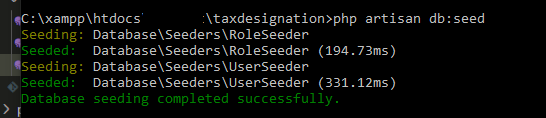 C:\xampp\htdocs\ \taxdesignation>php artisan db:seed
Seeding: Database\Seeders\RoleSeeder
Seeded:  Database\Seeders\RoleSeeder (194.73ms)
Seeding: Database\Seeders\UserSeeder
Seeded:  Database\Seeders\UserSeeder (331.12ms)
Database seeding completed successfully.